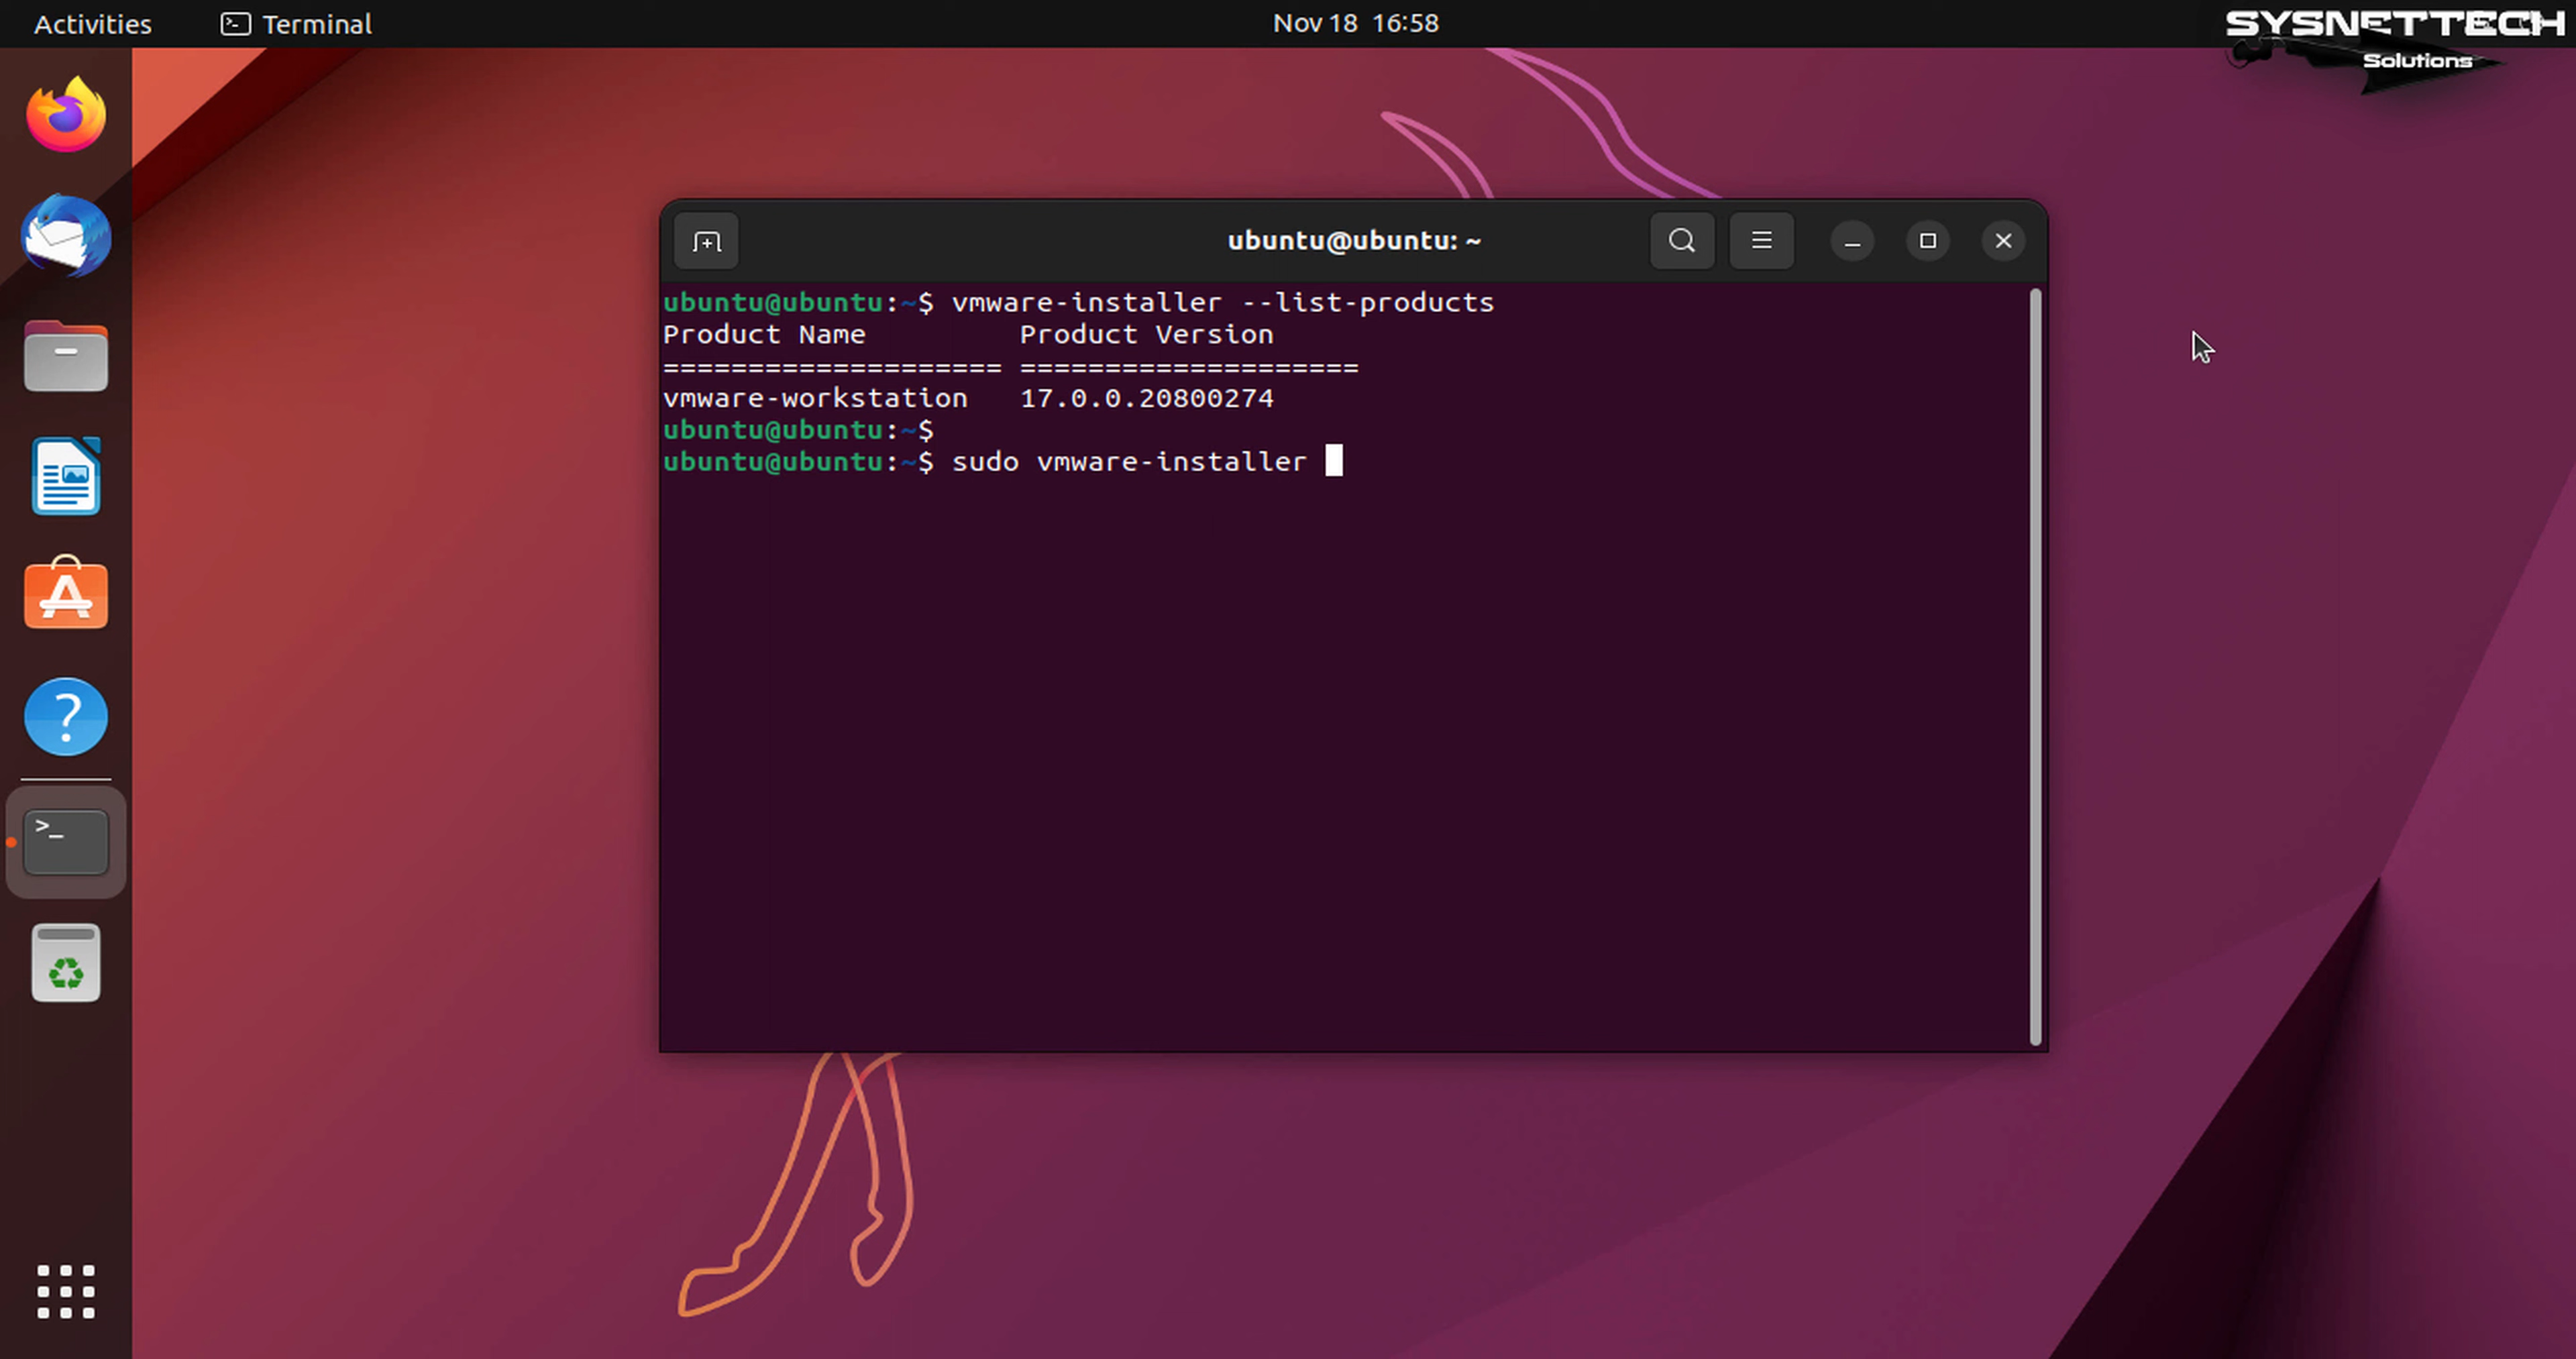 Activities Terminal Nov 18 16:58 SYSNETTECH
Solutions
ubuntu@ubuntu: ~
ubuntu@ubuntu:~$ vmware-installer --list-products
Product Name Product Version
==================== ====================
vmware-workstation 17.0.0.20800274
ubuntu@ubuntu:~$
ubuntu@ubuntu:~$ sudo vmware-installer